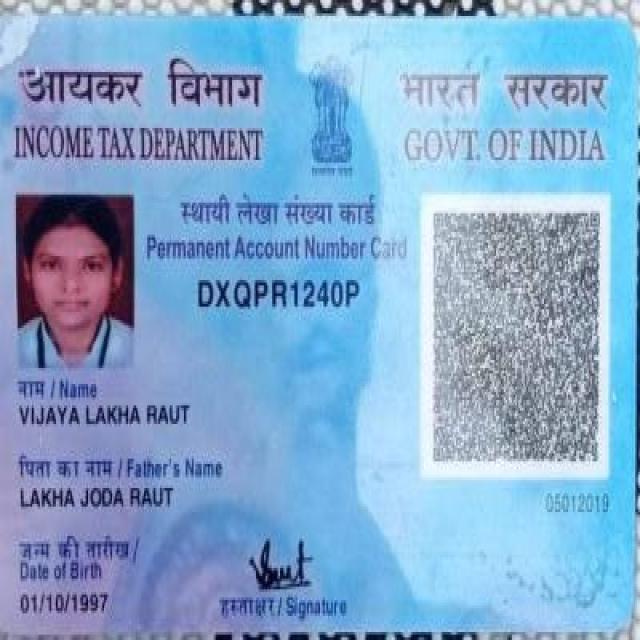 आयकर विभाग
INCOME TAX DEPARTMENT
भारत सरकार
GOVT. OF INDIA
स्थायी लेखा संख्या कार्ड
Permanent Account Number Card
DXQPR1240P
नाम / Name
VIJAYA LAKHA RAUT
पिता का नाम / Father's Name
LAKHA JODA RAUT
जन्म की तारीख /
Date of Birth
01/10/1997
हस्ताक्षर / Signature
05012019